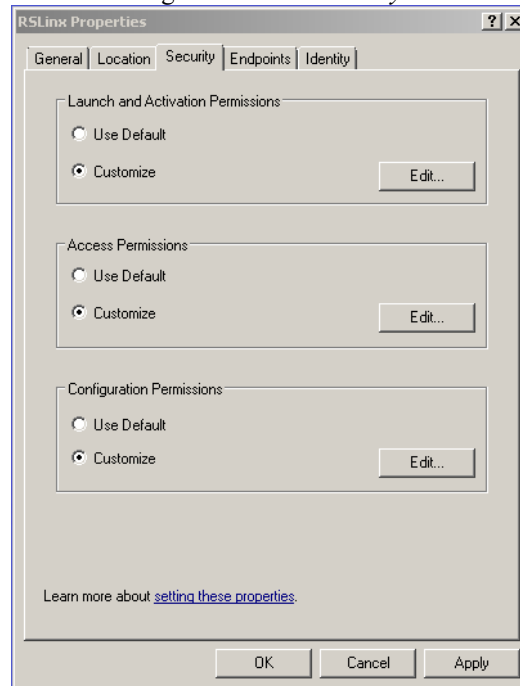 RSLinx Properties
General Location Security Endpoints Identity
Launch and Activation Permissions
Use Default
Customize
Edit...
Access Permissions
Use Default
Customize
Edit...
Configuration Permissions
Use Default
Customize
Edit...
Learn more about setting these properties.
OK Cancel Apply